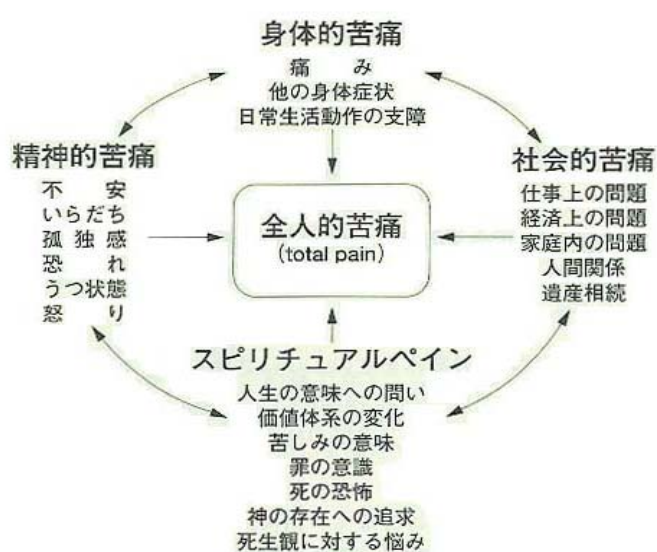 身体的苦痛
痛み
他の身体症状
日常生活動作の支障
精神的苦痛
不安
いらだち
孤独感
恐れ
うつ状態
怒り
全人的苦痛
(total pain)
社会的苦痛
仕事上の問題
経済上の問題
家庭内の問題
人間関係
遺産相続
スピリチュアルペイン
人生の意味への問い
価値体系の変化
苦しみの意味
罪の意識
死の恐怖
神の存在への追求
死生観に対する悩み